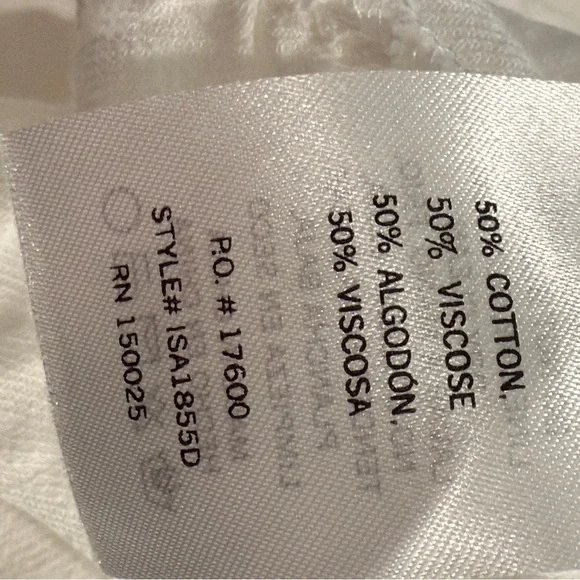 50% COTTON,
50% VISCOSE
50% ALGODÓN,
50% VISCOSA
P.O. # 17600
STYLE# ISA1855D
RN 150025